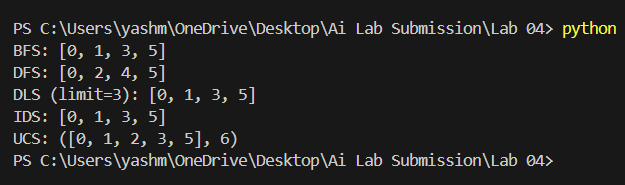 PS C:\Users\yashm\OneDrive\Desktop\Ai Lab Submission\Lab 04> python
BFS: [0, 1, 3, 5]
DFS: [0, 2, 4, 5]
DLS (limit=3): [0, 1, 3, 5]
IDS: [0, 1, 3, 5]
UCS: ([0, 1, 2, 3, 5], 6)
PS C:\Users\yashm\OneDrive\Desktop\Ai Lab Submission\Lab 04>